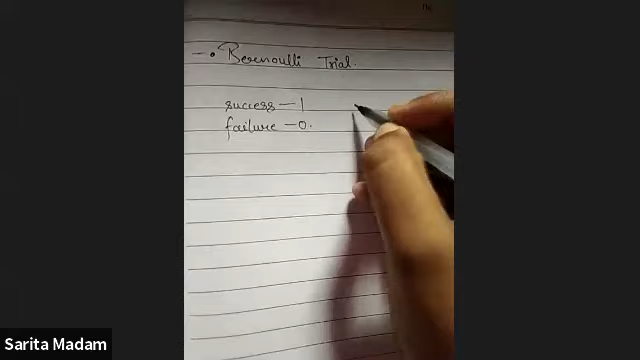 Bernoulli Trial.
success - 1
failure - 0.
Sarita Madam